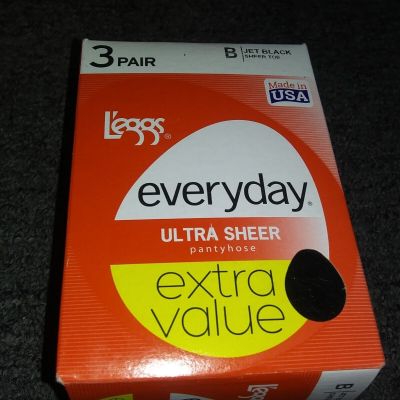 3 PAIR
B JET BLACK
SHEER TOE
Made in
USA
L'eggs®
everyday®
ULTRA SHEER
pantyhose
extra
value
B